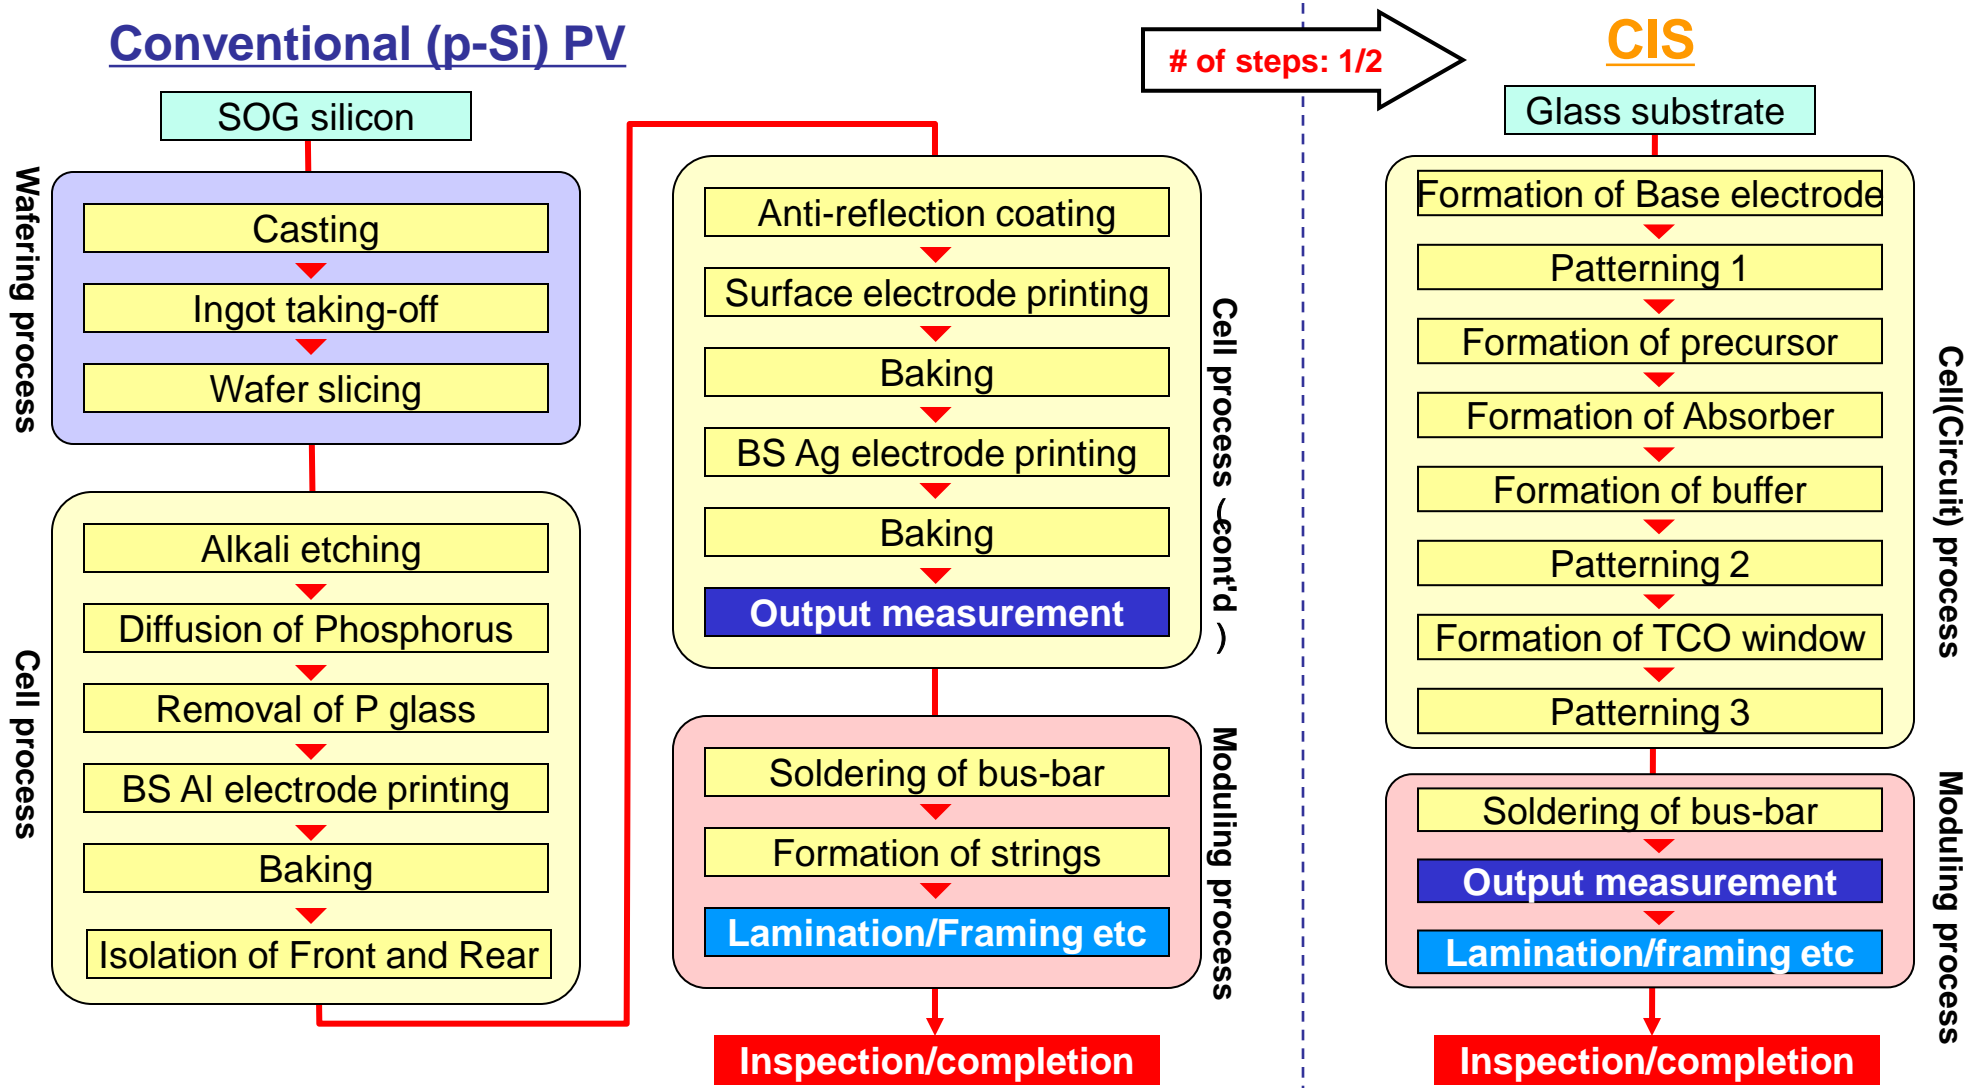 Conventional (p-Si) PV
# of steps: 1/2
CIS
SOG silicon
Wafering process
Casting
Ingot taking-off
Wafer slicing
Cell process
Alkali etching
Diffusion of Phosphorus
Removal of P glass
BS Al electrode printing
Baking
Isolation of Front and Rear
Anti-reflection coating
Surface electrode printing
Baking
BS Ag electrode printing
Baking
Output measurement
Cell process (cont'd )
Soldering of bus-bar
Formation of strings
Lamination/Framing etc
Moduling process
Inspection/completion
Glass substrate
Formation of Base electrode
Patterning 1
Formation of precursor
Formation of Absorber
Formation of buffer
Patterning 2
Formation of TCO window
Patterning 3
Cell(Circuit) process
Soldering of bus-bar
Output measurement
Lamination/framing etc
Moduling process
Inspection/completion